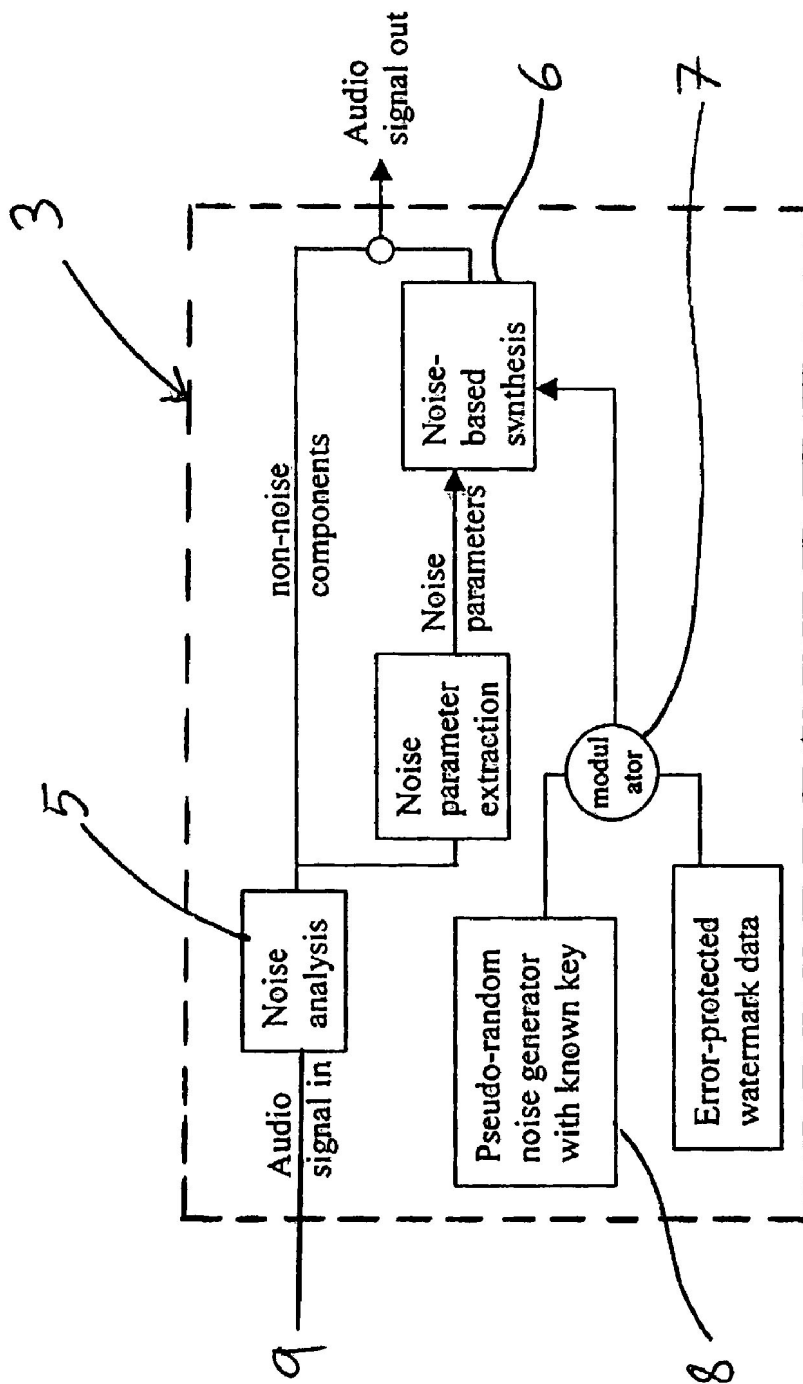 3
5
9
Audio
signal in
Noise
analysis
non-noise
components
Audio
signal out
Noise
parameter
extraction
Noise
parameters
Noise-
based
synthesis
6
Pseudo-random
noise generator
with known key
modul
ator
7
8
Error-protected
watermark data